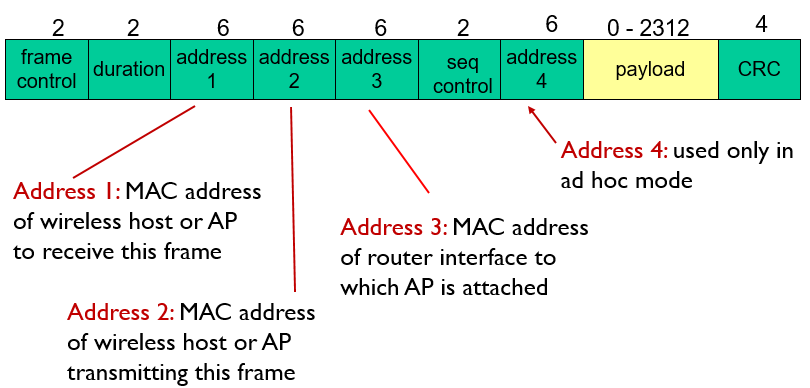 2 2 6 6 6 2 6 0 - 2312 4
frame control duration address 1 address 2 address 3 seq control address 4 payload CRC
Address 4: used only in
ad hoc mode
Address 1: MAC address
of wireless host or AP
to receive this frame
Address 3: MAC address
of router interface to
which AP is attached
Address 2: MAC address
of wireless host or AP
transmitting this frame